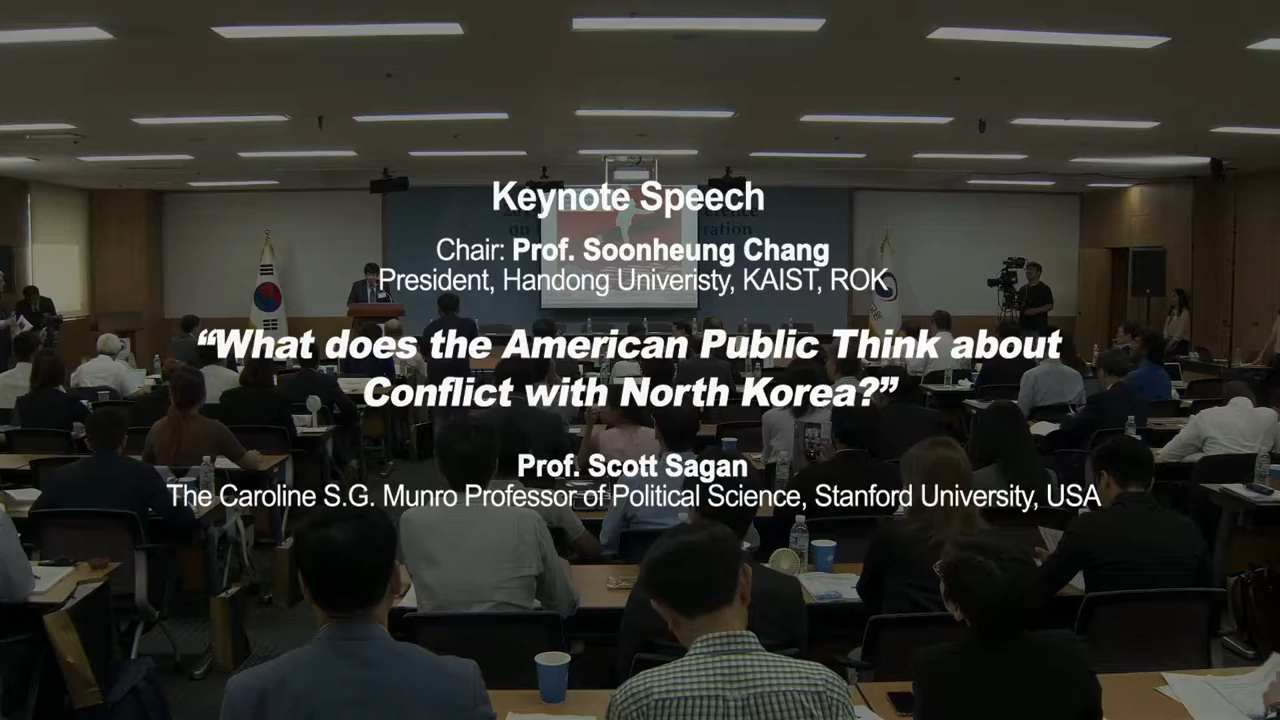 Keynote Speech
Chair: Prof. Soonheung Chang
President, Handong Univeristy, KAIST, ROK
“What does the American Public Think about
Conflict with North Korea?”
Prof. Scott Sagan
The Caroline S.G. Munro Professor of Political Science, Stanford University, USA